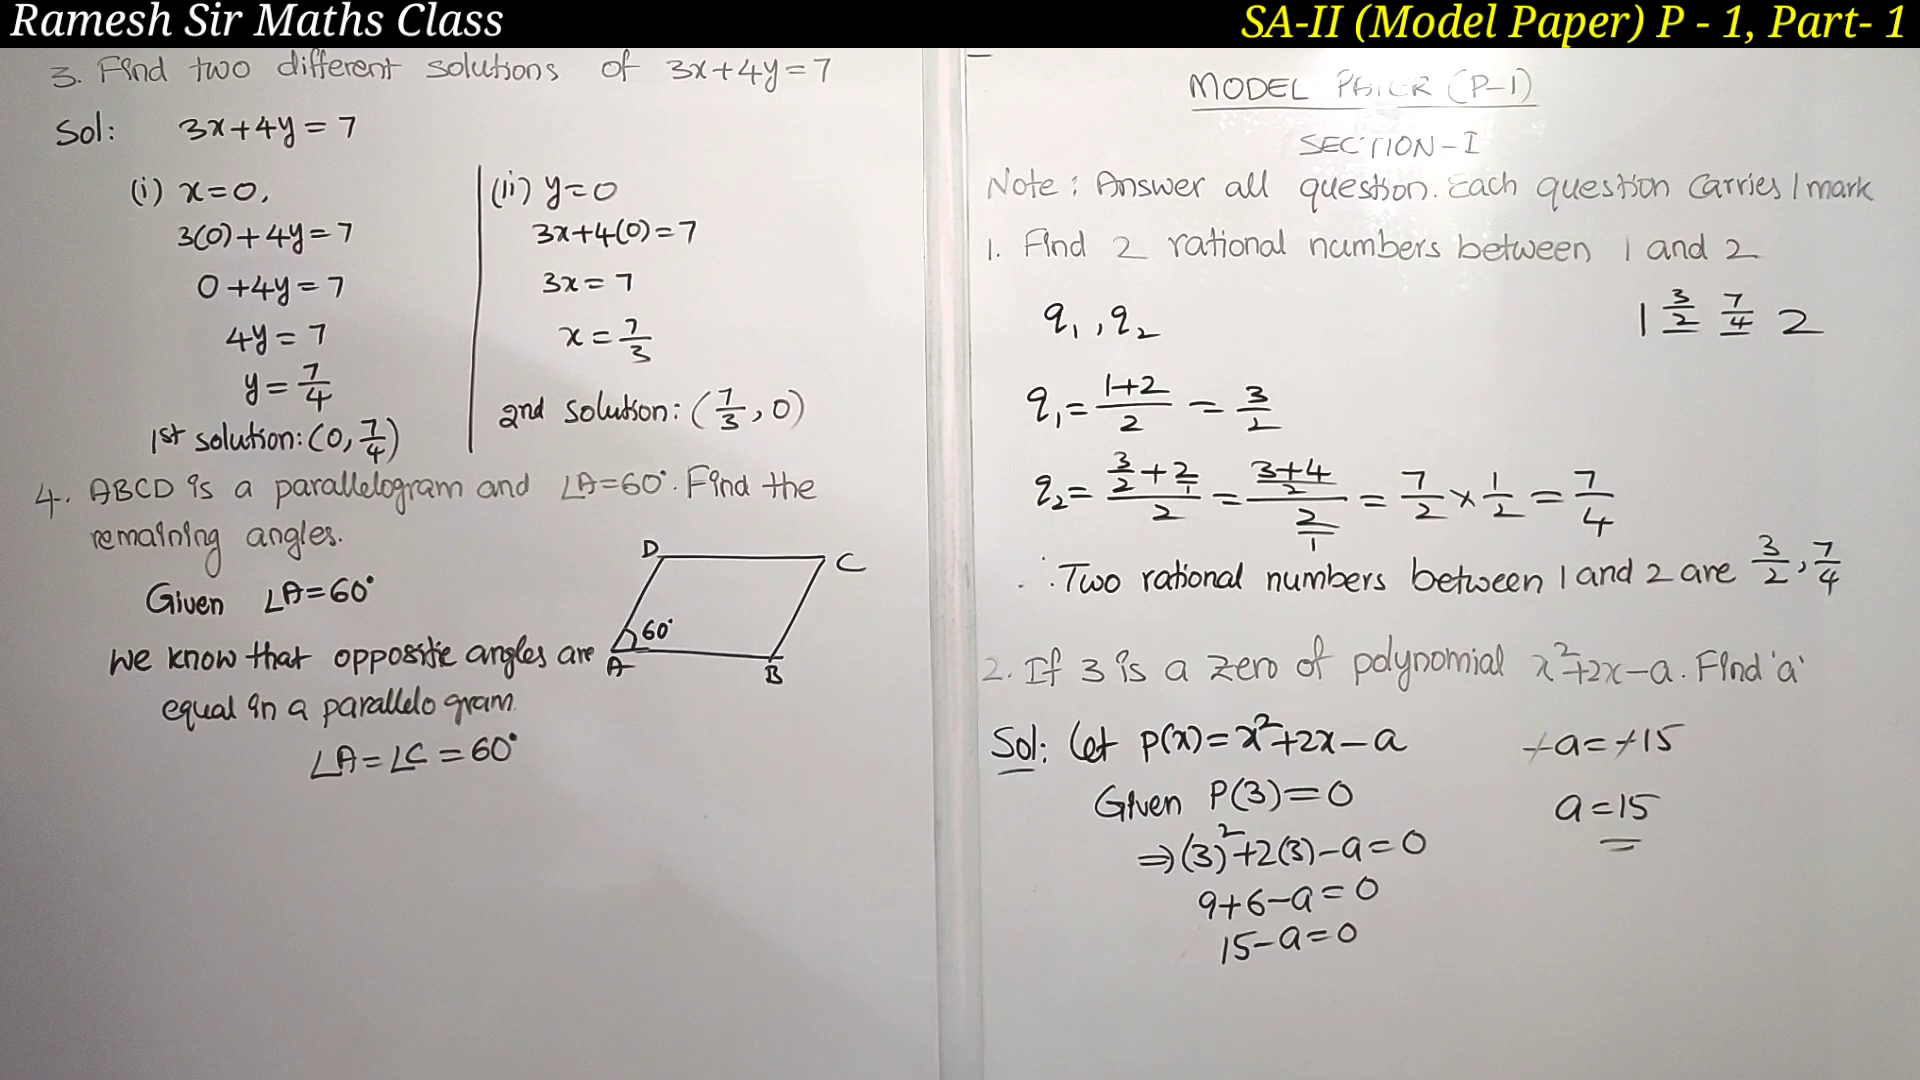 Ramesh Sir Maths Class
SA-II (Model Paper) P - 1, Part- 1
3. Find two different solutions of 3x+4y=7
Sol: 3x+4y=7
(i) x=0,
3(0)+4y=7
0+4y=7
4y=7
y=7/4
1st solution:(0,7/4)
(ii) y=0
3x+4(0)=7
3x=7
x=7/3
2nd solution:(7/3,0)
4. ABCD is a parallelogram and ∠A=60°. Find the
remaining angles.
Given ∠A=60°
D C
60°
A B
We know that opposite angles are
equal in a parallelogram
∠A=∠C=60°
MODEL PAPER (P-1)
SECTION-I
Note: Answer all question. Each question carries 1 mark
1. Find 2 rational numbers between 1 and 2
q₁,q₂
1 3/2 7/4 2
q₁=(1+2)/2=3/2
q₂=(3/2+2/1)/2=((3+4)/2)/(2/1)=7/2×1/2=7/4
∴Two rational numbers between 1 and 2 are 3/2,7/4
2. If 3 is a zero of polynomial x²+2x-a. Find 'a'
Sol: Let p(x)=x²+2x-a
Given P(3)=0
⇒(3)²+2(3)-a=0
9+6-a=0
15-a=0
-a=-15
a=15